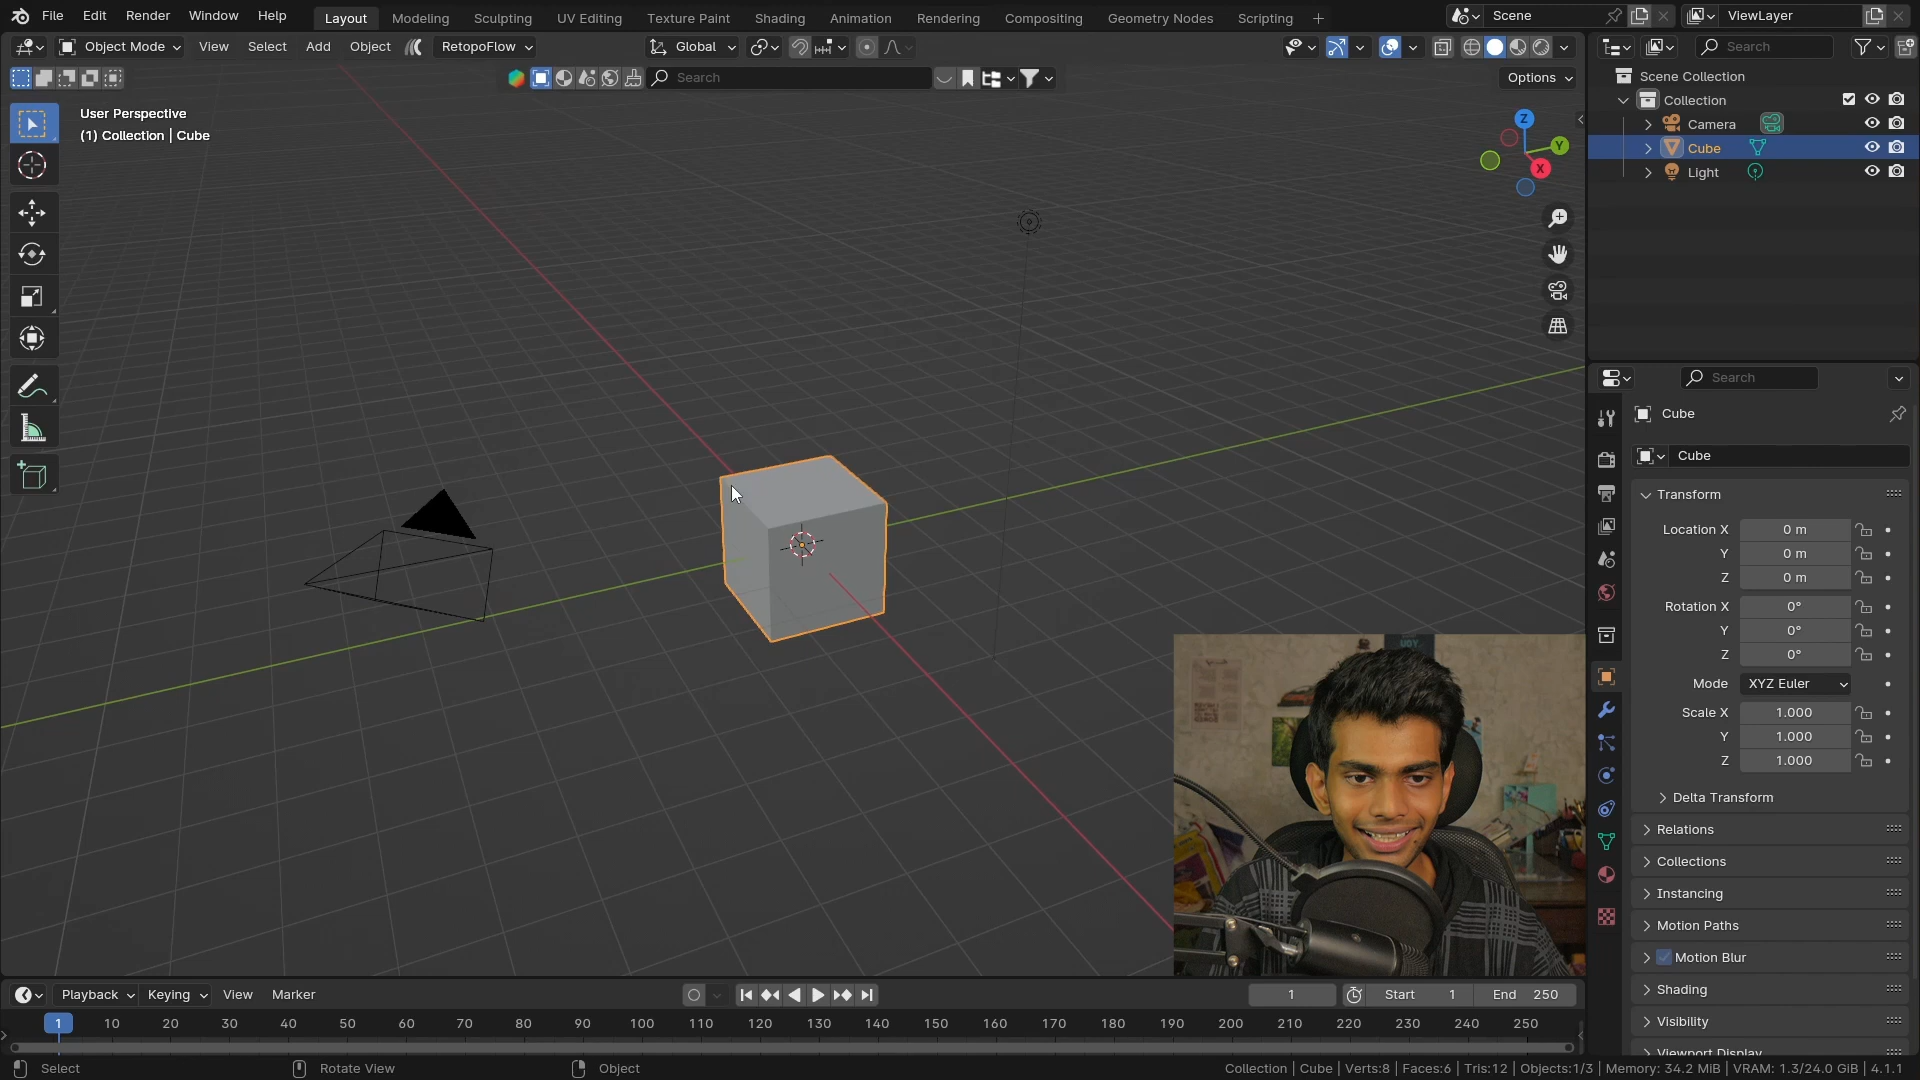 File Edit Render Window Help Layout Modeling Sculpting UV Editing Texture Paint Shading Animation Rendering Compositing Geometry Nodes Scripting + Scene ViewLayer
Object Mode View Select Add Object RetopoFlow Global Search
Search Options
User Perspective
(1) Collection | Cube
Z
Y
X
Scene Collection
Collection
Camera
Cube
Light
Search
Cube
Cube
Transform
Location X 0 m
Y 0 m
Z 0 m
Rotation X 0°
Y 0°
Z 0°
Mode XYZ Euler
Scale X 1.000
Y 1.000
Z 1.000
Delta Transform
Relations
Collections
Instancing
Motion Paths
Motion Blur
Shading
Visibility
Viewport Display
Playback Keying View Marker 1 Start 1 End 250
1 10 20 30 40 50 60 70 80 90 100 110 120 130 140 150 160 170 180 190 200 210 220 230 240 250
Select Rotate View Object Collection | Cube | Verts:8 | Faces:6 | Tris:12 | Objects:1/3 | Memory: 34.2 MiB | VRAM: 1.3/24.0 GiB | 4.1.1